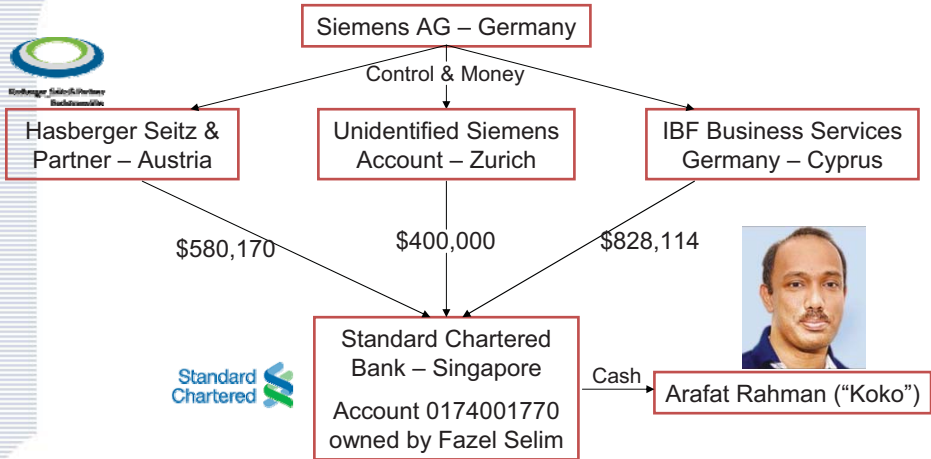 Siemens AG – Germany
Control & Money
Hasberger Seitz &
Partner – Austria
Unidentified Siemens
Account – Zurich
IBF Business Services
Germany – Cyprus
$580,170
$400,000
$828,114
Standard Chartered
Bank – Singapore
Account 0174001770
owned by Fazel Selim
Standard
Chartered
Cash
Arafat Rahman (“Koko”)